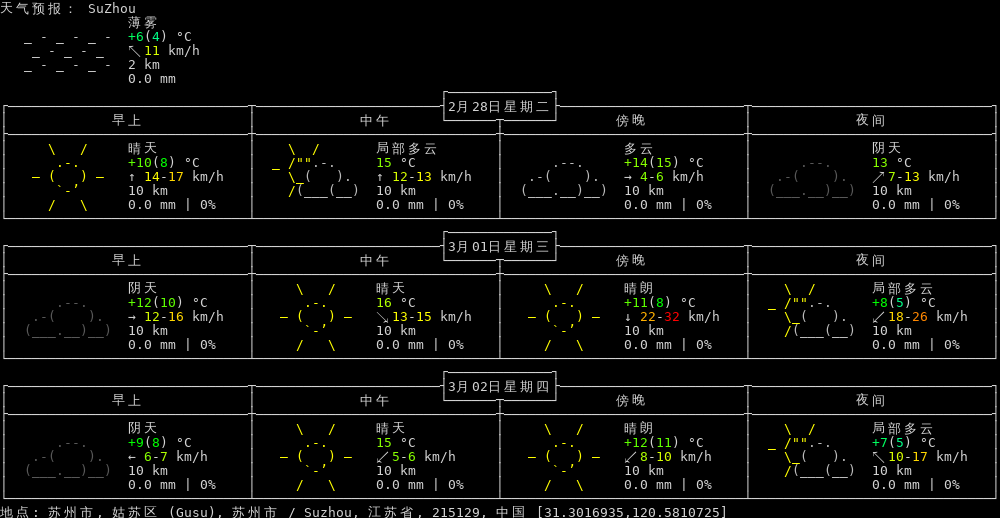 天气预报: SuZhou
薄雾
+6(4) °C
↖ 11 km/h
2 km
0.0 mm
2月28日星期二
早上 中午 傍晚 夜间
晴天 局部多云 多云 阴天
+10(8) °C 15 °C +14(15) °C 13 °C
↑ 14-17 km/h ↑ 12-13 km/h → 4-6 km/h ↗ 7-13 km/h
10 km 10 km 10 km 10 km
0.0 mm | 0% 0.0 mm | 0% 0.0 mm | 0% 0.0 mm | 0%
3月01日星期三
早上 中午 傍晚 夜间
阴天 晴天 晴朗 局部多云
+12(10) °C 16 °C +11(8) °C +8(5) °C
→ 12-16 km/h ↘ 13-15 km/h ↓ 22-32 km/h ↙ 18-26 km/h
10 km 10 km 10 km 10 km
0.0 mm | 0% 0.0 mm | 0% 0.0 mm | 0% 0.0 mm | 0%
3月02日星期四
早上 中午 傍晚 夜间
阴天 晴天 晴朗 局部多云
+9(8) °C 15 °C +12(11) °C +7(5) °C
← 6-7 km/h ↙ 5-6 km/h ↙ 8-10 km/h ↖ 10-17 km/h
10 km 10 km 10 km 10 km
0.0 mm | 0% 0.0 mm | 0% 0.0 mm | 0% 0.0 mm | 0%
地点: 苏州市, 姑苏区 (Gusu), 苏州市 / Suzhou, 江苏省, 215129, 中国 [31.3016935,120.5810725]